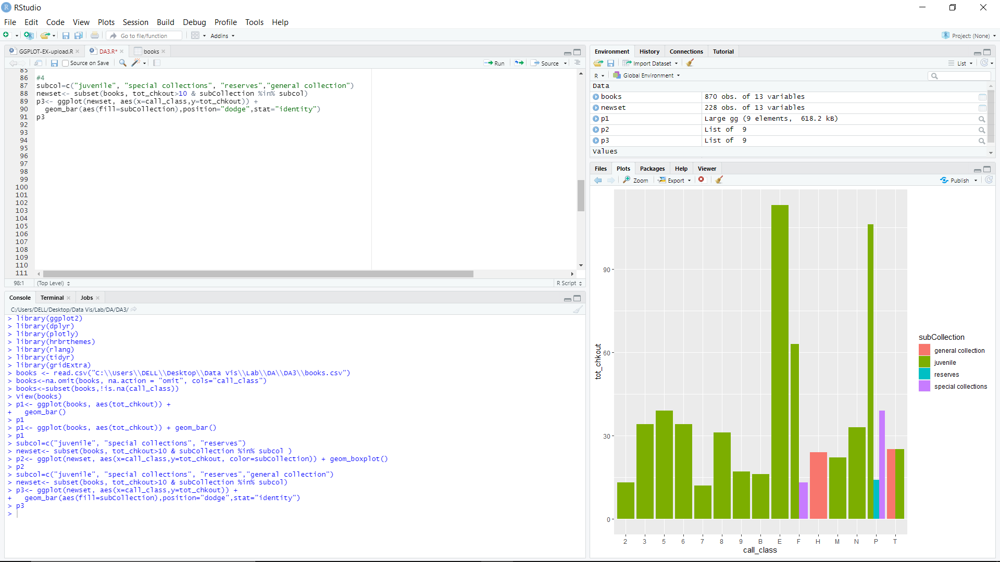 RStudio
File Edit Code View Plots Session Build Debug Profile Tools Help
Go to file/function Addins Project: (None)
GGPLOT-EX-upload.R DA3.R* books
Source on Save Run Source
85
86 #4
87 subcol=c("juvenile", "special collections", "reserves","general collection")
88 newset<- subset(books, tot_chkout>10 & subCollection %in% subcol)
89 p3<- ggplot(newset, aes(x=call_class,y=tot_chkout)) +
90 geom_bar(aes(fill=subCollection),position="dodge",stat="identity")
91 p3
92
93
94
95
96
97
98
99
100
101
102
103
104
105
106
107
108
109
110
111
98:1 (Top Level) R Script
Console Terminal Jobs
C:/Users/DELL/Desktop/Data Vis/Lab/DA/DA3/
> library(ggplot2)
> library(dplyr)
> library(plotly)
> library(hrbrthemes)
> library(rlang)
> library(tidyr)
> library(gridExtra)
> books <- read.csv("C:\\Users\\DELL\\Desktop\\Data Vis\\Lab\\DA\\DA3\\books.csv")
> books<-na.omit(books, na.action = "omit", cols="call_class")
> books<-subset(books,!is.na(call_class))
> View(books)
> p1<- ggplot(books, aes(tot_chkout)) +
+ geom_bar()
> p1
> p1<- ggplot(books, aes(tot_chkout)) + geom_bar()
> p1
> subcol=c("juvenile", "special collections", "reserves")
> newset<- subset(books, tot_chkout>10 & subCollection %in% subcol )
> p2<- ggplot(newset, aes(x=call_class,y=tot_chkout, color=subCollection)) + geom_boxplot()
> p2
> subcol=c("juvenile", "special collections", "reserves","general collection")
> newset<- subset(books, tot_chkout>10 & subCollection %in% subcol)
> p3<- ggplot(newset, aes(x=call_class,y=tot_chkout)) +
+ geom_bar(aes(fill=subCollection),position="dodge",stat="identity")
> p3
>
Environment History Connections Tutorial
Import Dataset List
R Global Environment
Data
books 870 obs. of 13 variables
newset 228 obs. of 13 variables
p1 Large gg (9 elements, 618.2 kB)
p2 List of 9
p3 List of 9
Values
Files Plots Packages Help Viewer
Zoom Export Publish
90
60
30
0
tot_chkout
2 3 5 6 7 8 9 B E F H M N P T
call_class
subCollection
general collection
juvenile
reserves
special collections